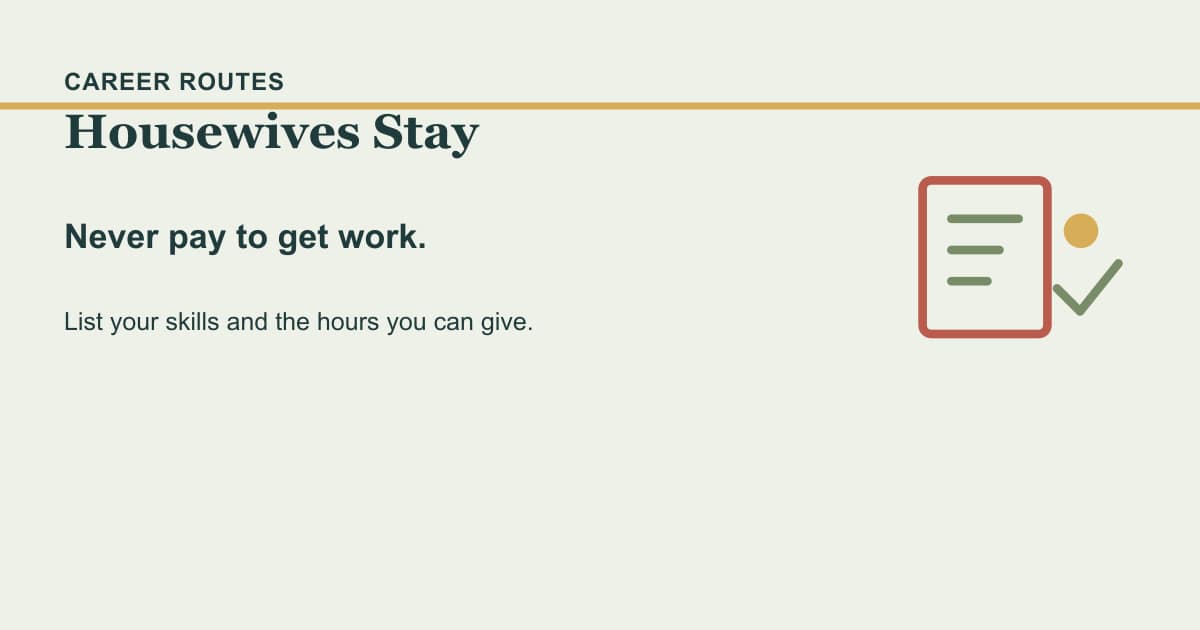 CAREER ROUTES
Housewives Stay
Never pay to get work.
List your skills and the hours you can give.